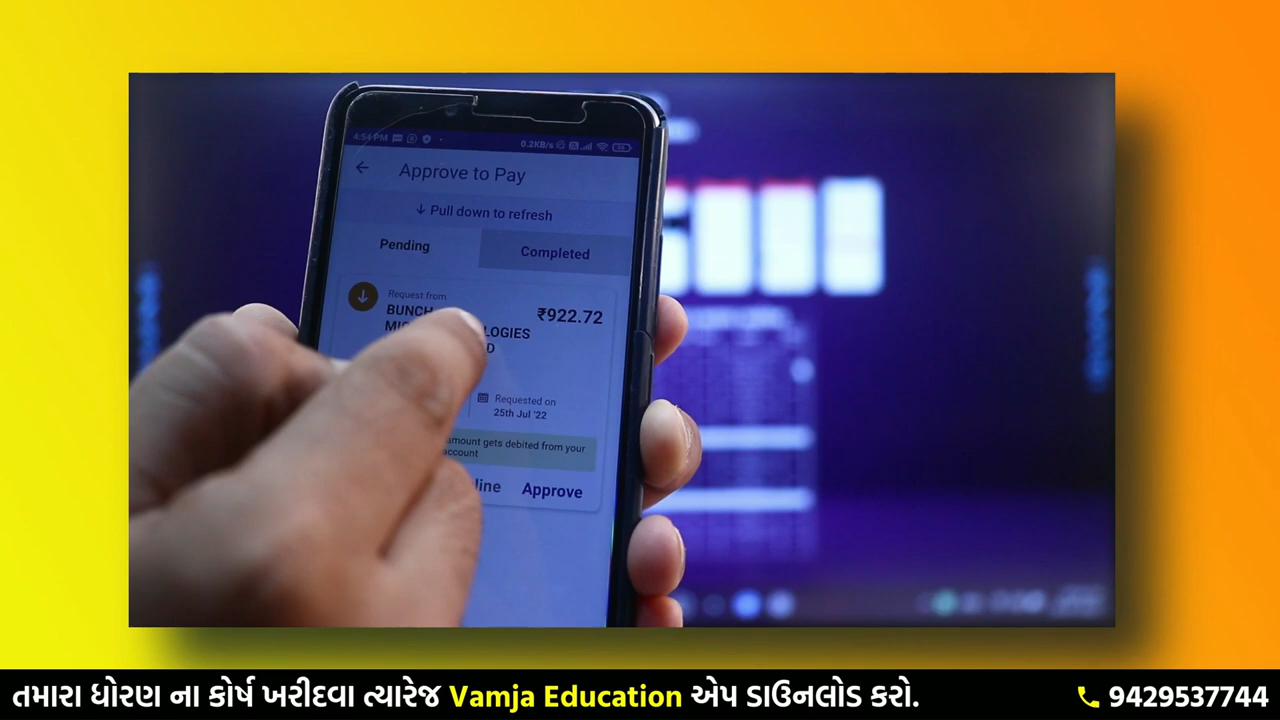 4:54 PM
0.2KB/s
Approve to Pay
Pull down to refresh
Pending Completed
Request from
BUNCH ₹922.72
LOGIES
Requested on
25th Jul '22
amount gets debited from your
account
line Approve
તમારા ધોરણ ના કોર્ષ ખરીદવા ત્યારેજ Vamja Education એપ ડાઉનલોડ કરો. 9429537744